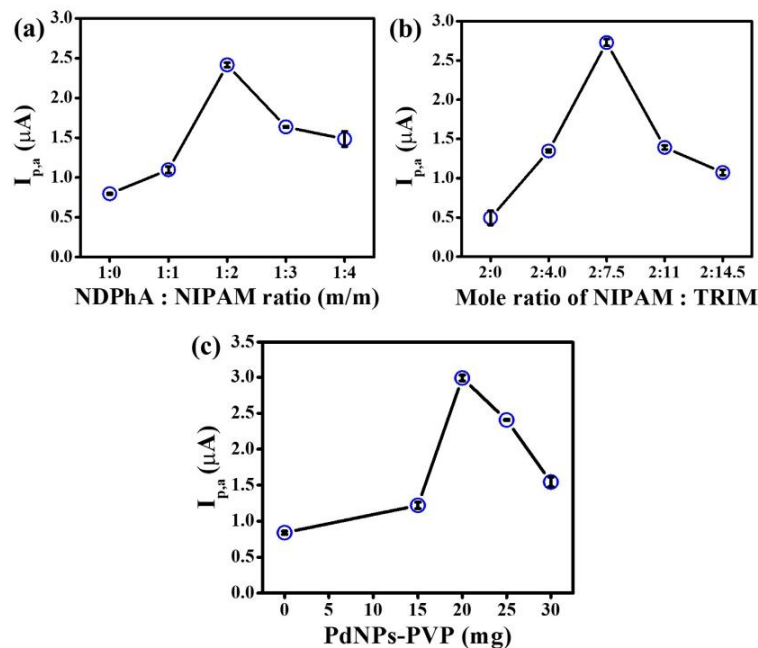 (a)
3.0
2.5
2.0
1.5
1.0
0.5
0.0
I p,a (μA)
1:0 1:1 1:2 1:3 1:4
NDPhA : NIPAM ratio (m/m)
(b)
3.0
2.5
2.0
1.5
1.0
0.5
0.0
I p,a (μA)
2:0 2:4.0 2:7.5 2:11 2:14.5
Mole ratio of NIPAM : TRIM
(c)
3.5
3.0
2.5
2.0
1.5
1.0
0.5
0.0
I p,a (μA)
0 5 10 15 20 25 30
PdNPs-PVP (mg)